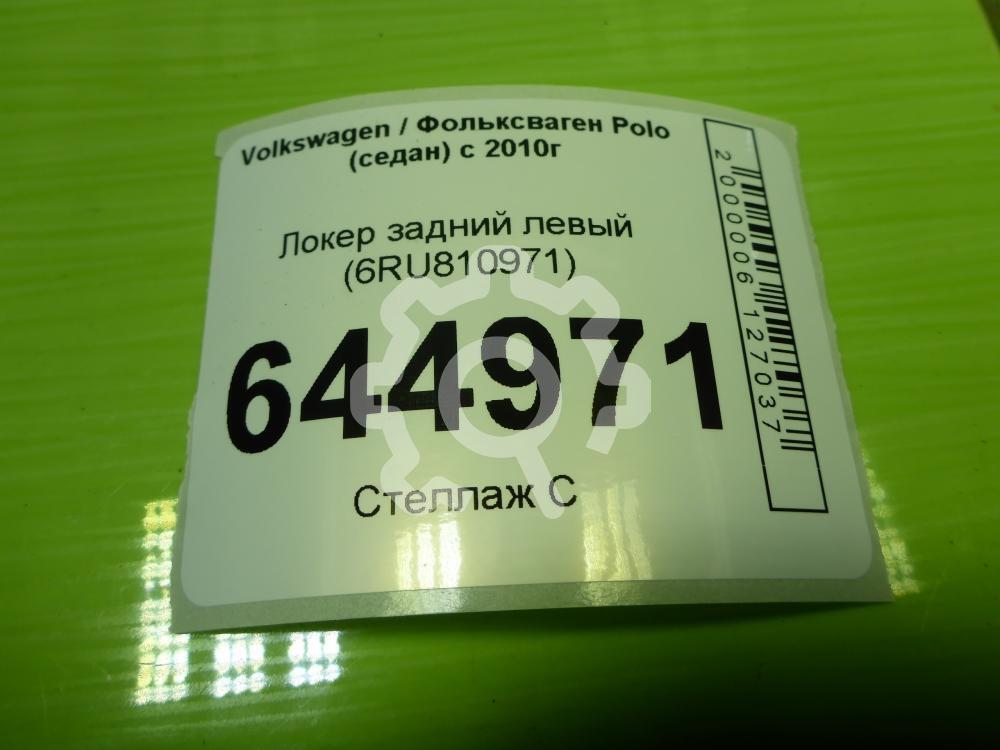 Volkswagen / Фольксваген Polo
(седан) с 2010г
Локер задний левый
(6RU810971)
644971
Стеллаж С
2000006127037